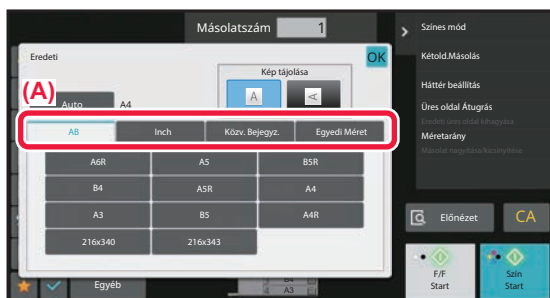 Másolatszám 1
Eredeti
OK
Kép tájolása
(A)
Auto A4
A
A
AB Inch Közv. Bejegyz. Egyedi Méret
A6R A5 B5R
B4 A5R A4
A3 B5 A4R
216x340 216x343
Egyéb
B4
A3
Színes mód
Kétold.Másolás
Háttér beállítás
Üres oldal Átugrás
Eredeti üres oldal kihagyása
Méretarány
Másolat nagyítása/kicsinyítése
Előnézet
CA
F/F
Start
Szín
Start